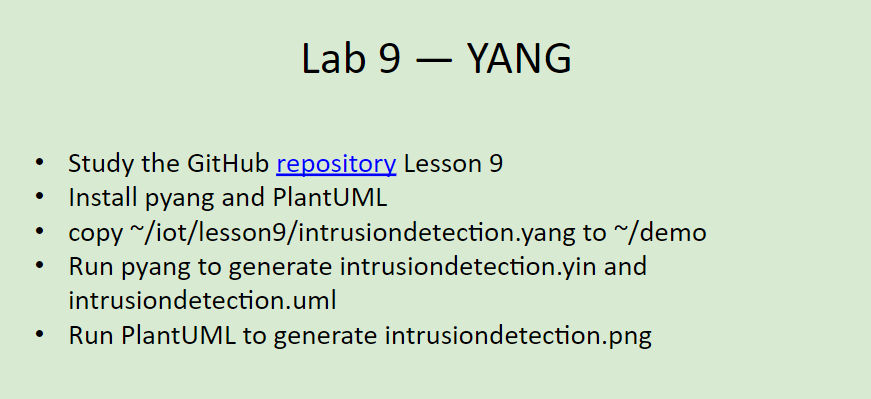 Lab 9 — YANG
• Study the GitHub repository Lesson 9
• Install pyang and PlantUML
• copy ~/iot/lesson9/intrusiondetection.yang to ~/demo
• Run pyang to generate intrusiondetection.yin and
intrusiondetection.uml
• Run PlantUML to generate intrusiondetection.png